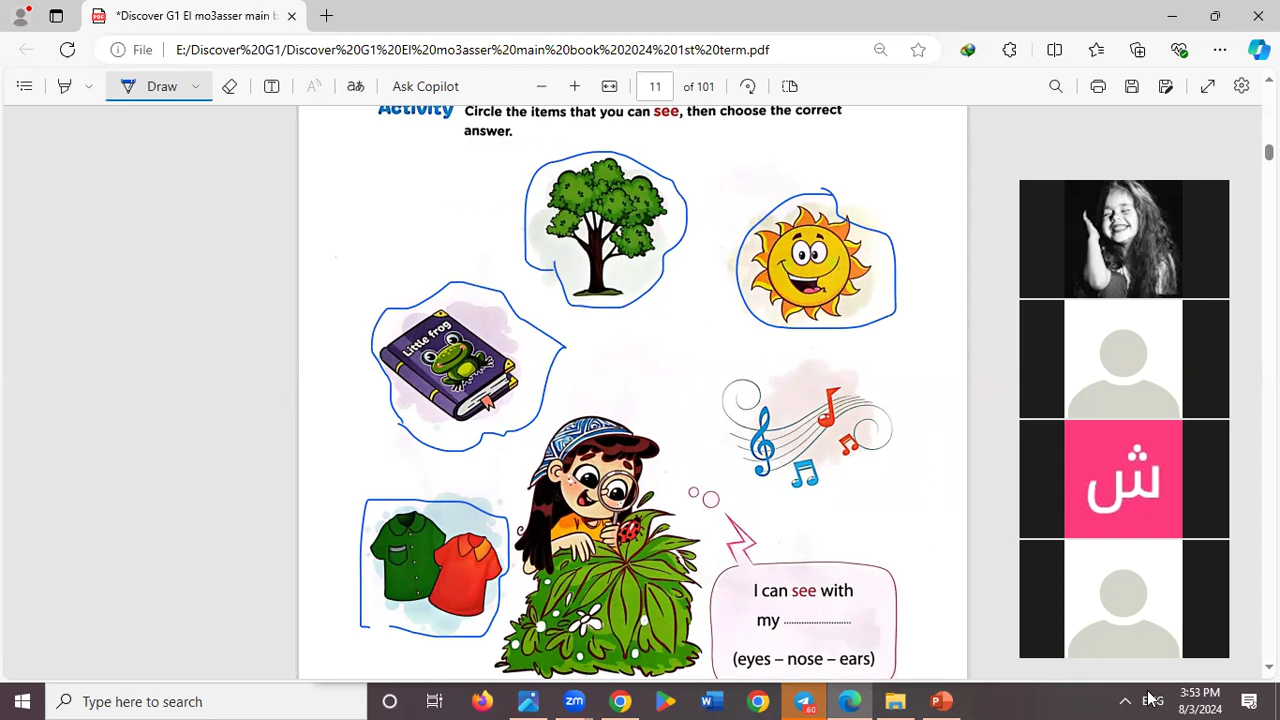 *Discover G1 El mo3asser main b
File
E:/Discover%20G1/Discover%20G1%20El%20mo3asser%20main%20book%202024%201st%20term.pdf
Draw
Ask Copilot
11 of 101
Activity
Circle the items that you can see, then choose the correct
answer.
Little frog
ش
I can see with
my ........................
(eyes – nose – ears)
Type here to search
zm
60
ENG
3:53 PM
8/3/2024